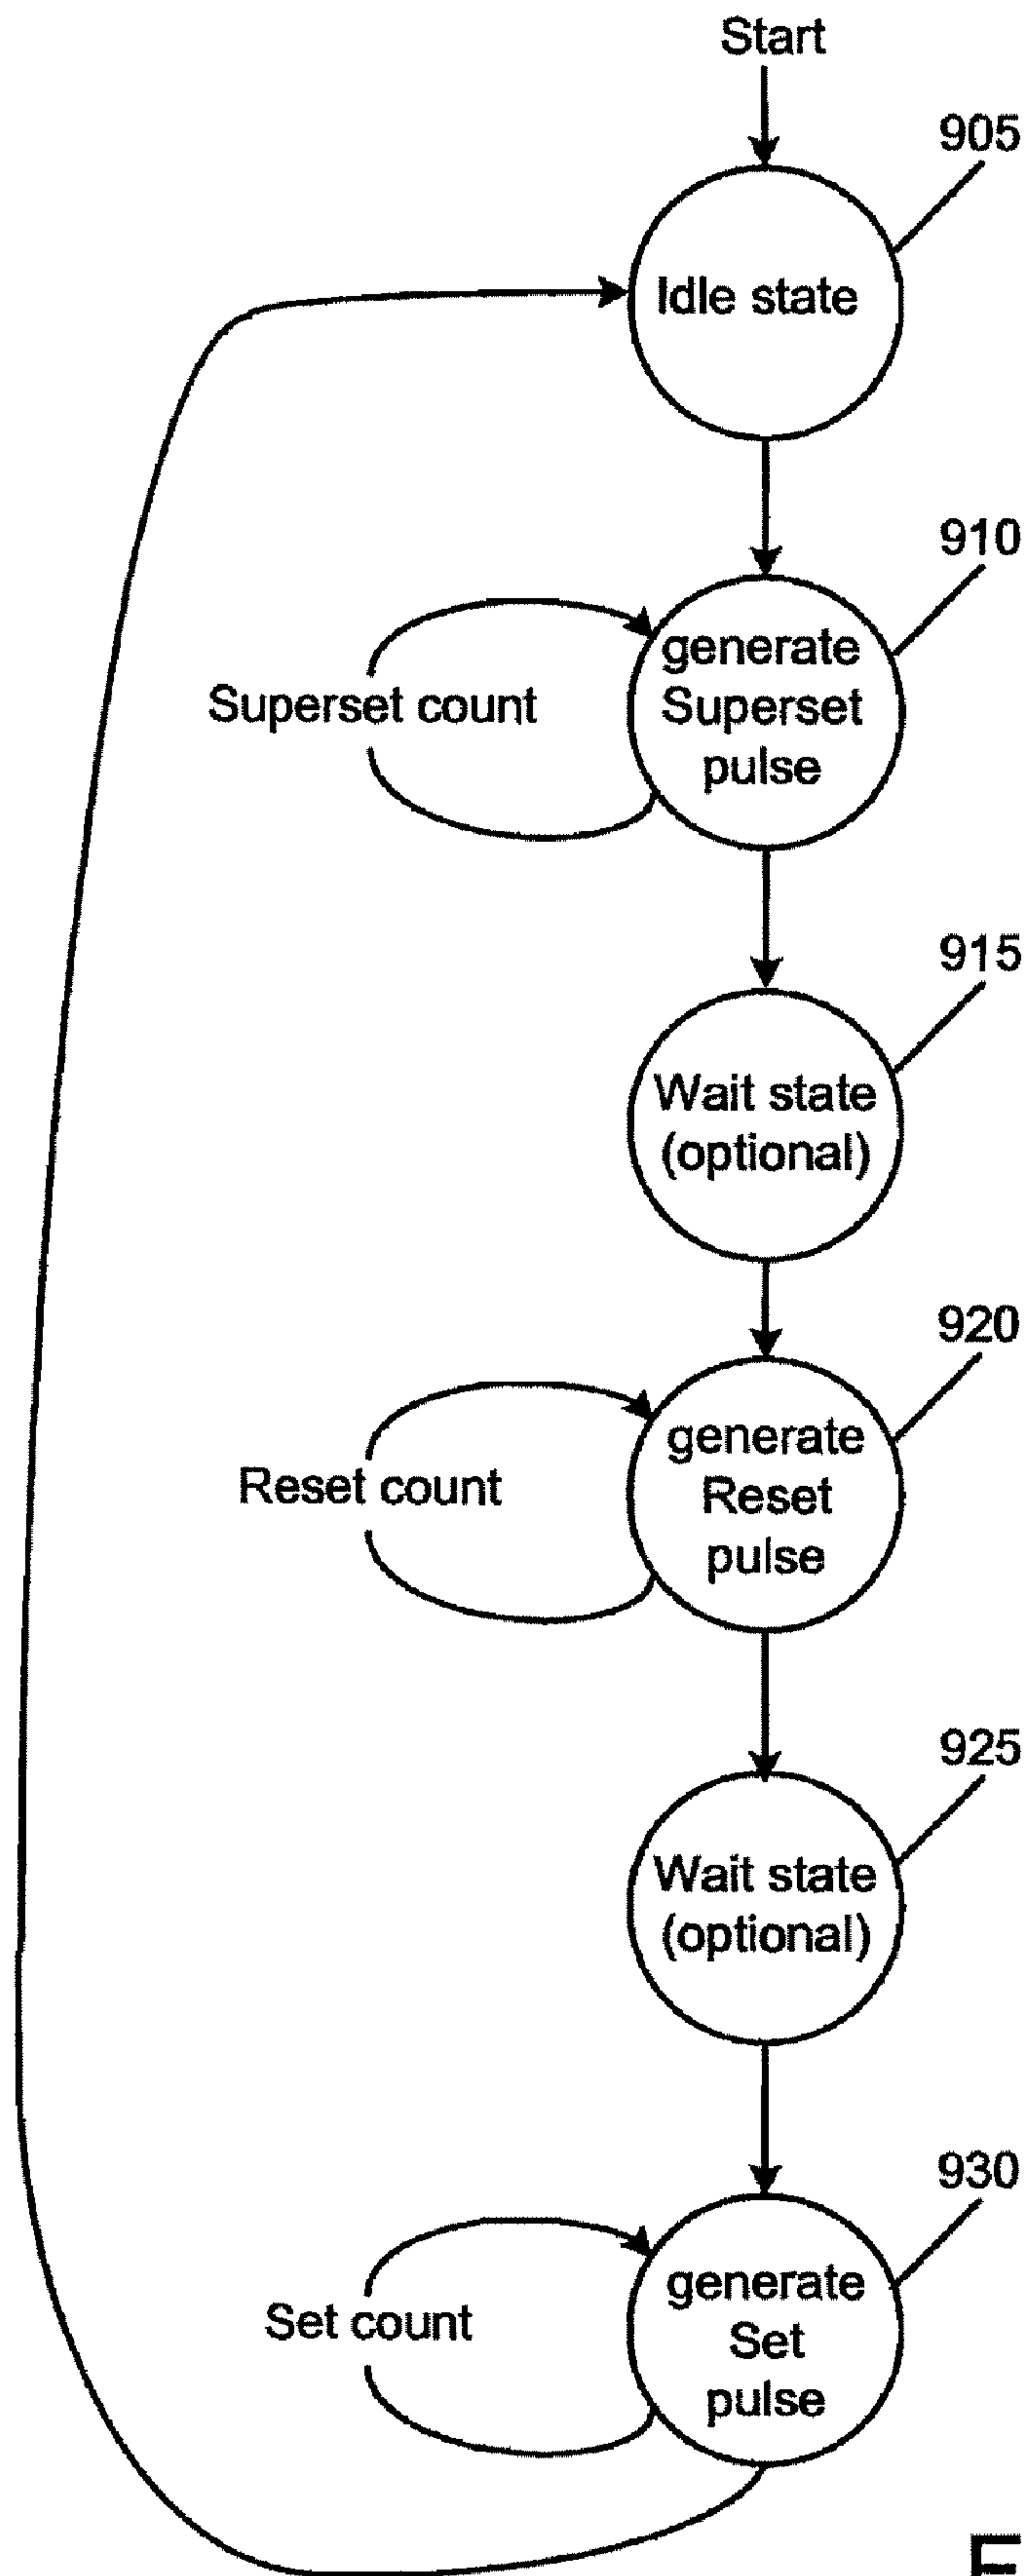 Start
905
Idle state
910
generate
Superset
pulse
Superset count
915
Wait state
(optional)
920
generate
Reset
pulse
Reset count
925
Wait state
(optional)
930
generate
Set
pulse
Set count